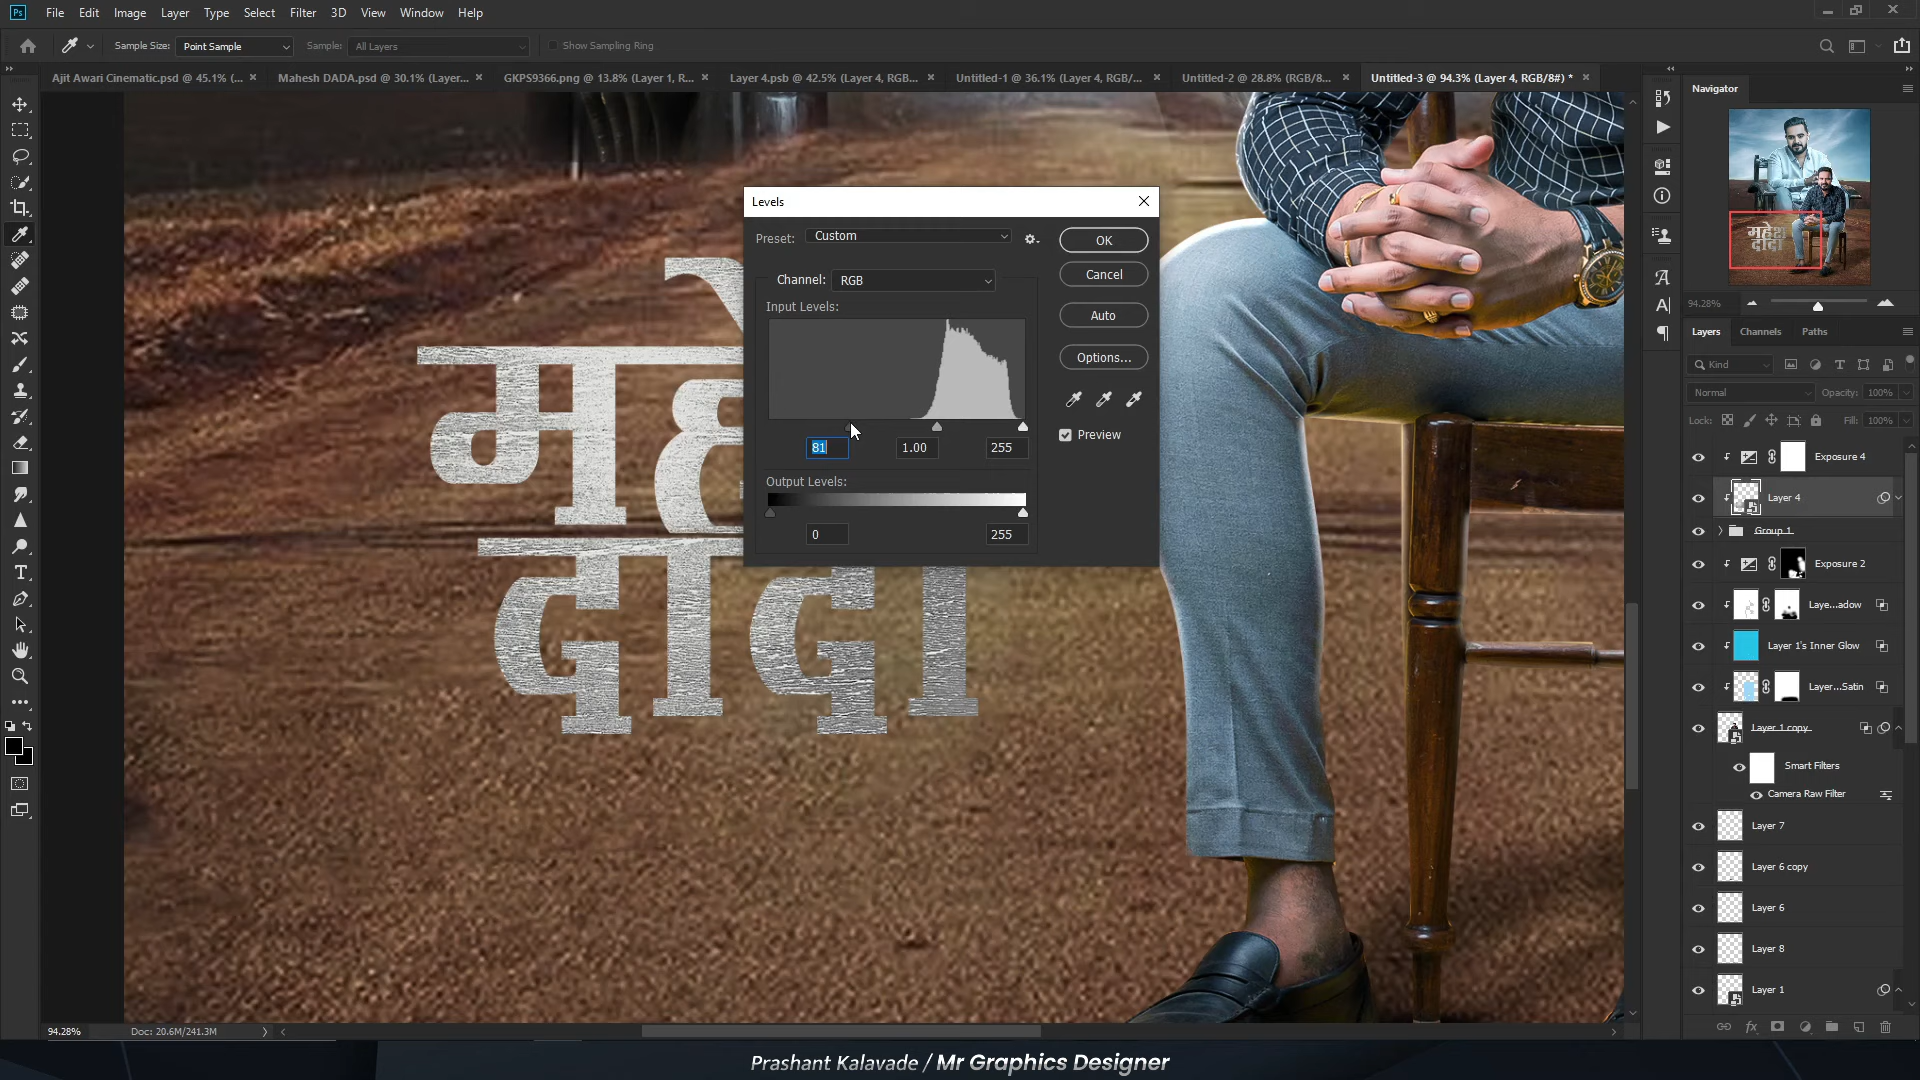 Ps File Edit Image Layer Type Select Filter 3D View Window Help
Sample Size: Point Sample Sample: All Layers Show Sampling Ring
Ajit Awari Cinematic.psd @ 45.1% (... × Mahesh DADA.psd @ 30.1% (Layer... × GKPS9366.png @ 13.8% (Layer 1, R... × Layer 4.psb @ 42.5% (Layer 4, RGB... × Untitled-1 @ 36.1% (Layer 4, RGB/... × Untitled-2 @ 28.8% (RGB/8... × Untitled-3 @ 94.3% (Layer 4, RGB/8#) * ×
Navigator
महेश
दादा
94.28%
Layers Channels Paths
Kind
Normal Opacity: 100%
Lock: Fill: 100%
Exposure 4
Layer 4
Group 1
Exposure 2
Laye...adow
Layer 1's Inner Glow
Layer...Satin
Layer 1 copy
Smart Filters
Camera Raw Filter
Layer 7
Layer 6 copy
Layer 6
Layer 8
Layer 1
Levels
Preset: Custom
OK
Channel: RGB
Cancel
Input Levels:
Auto
Options...
Preview
81 1.00 255
Output Levels:
0 255
दादा
94.28% Doc: 20.6M/241.3M
Prashant Kalavade / Mr Graphics Designer